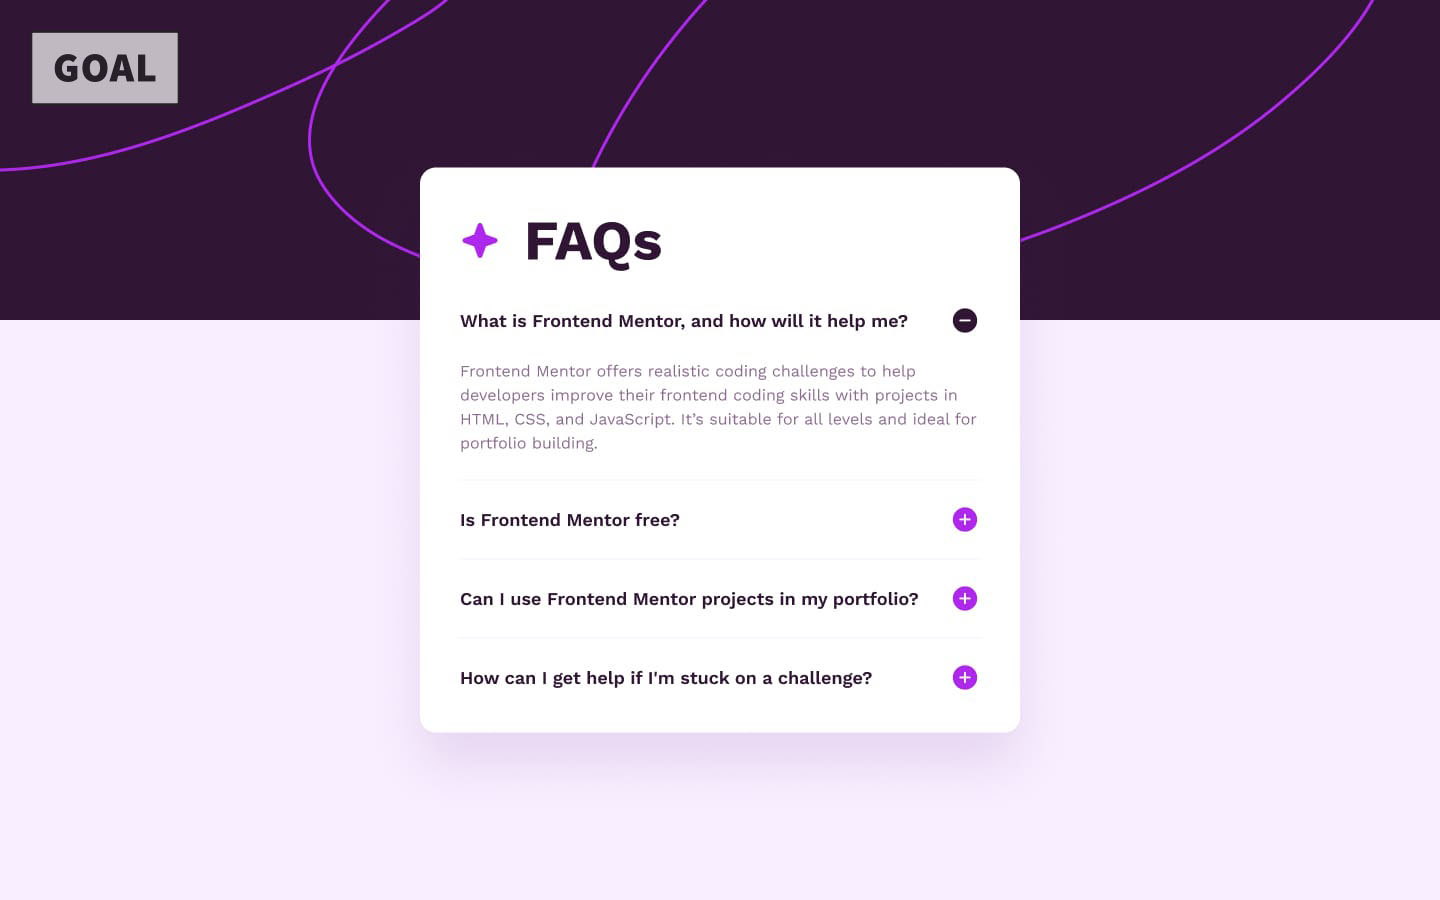 GOAL
FAQs
What is Frontend Mentor, and how will it help me?
Frontend Mentor offers realistic coding challenges to help
developers improve their frontend coding skills with projects in
HTML, CSS, and JavaScript. It’s suitable for all levels and ideal for
portfolio building.
Is Frontend Mentor free?
Can I use Frontend Mentor projects in my portfolio?
How can I get help if I'm stuck on a challenge?